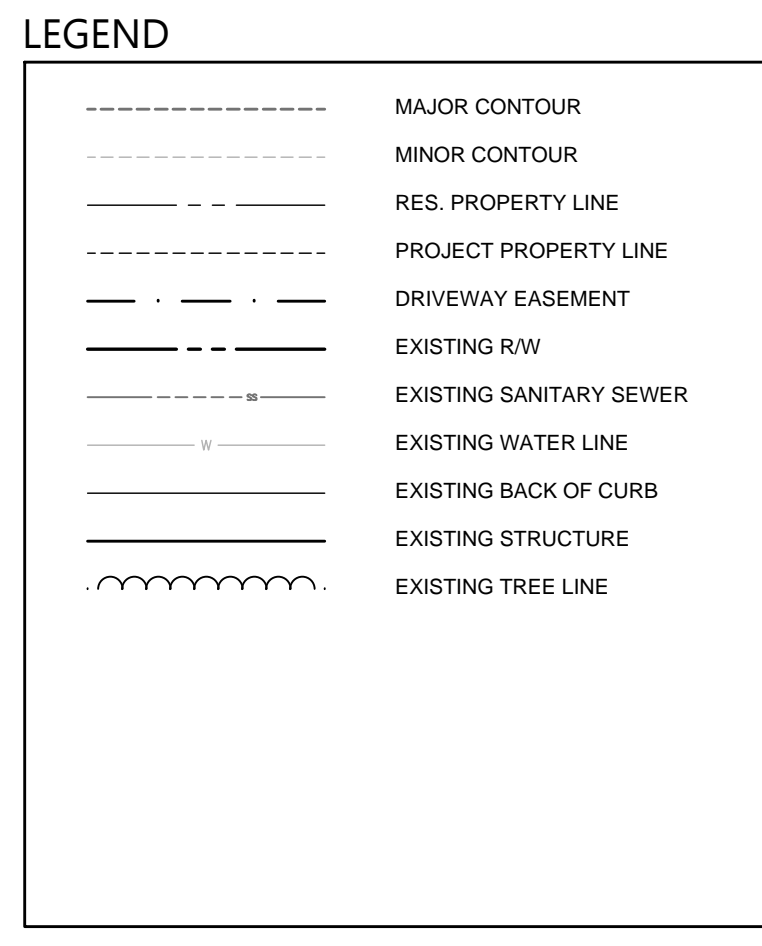 LEGEND
MAJOR CONTOUR
MINOR CONTOUR
RES. PROPERTY LINE
PROJECT PROPERTY LINE
DRIVEWAY EASEMENT
EXISTING R/W
SS EXISTING SANITARY SEWER
W EXISTING WATER LINE
EXISTING BACK OF CURB
EXISTING STRUCTURE
EXISTING TREE LINE